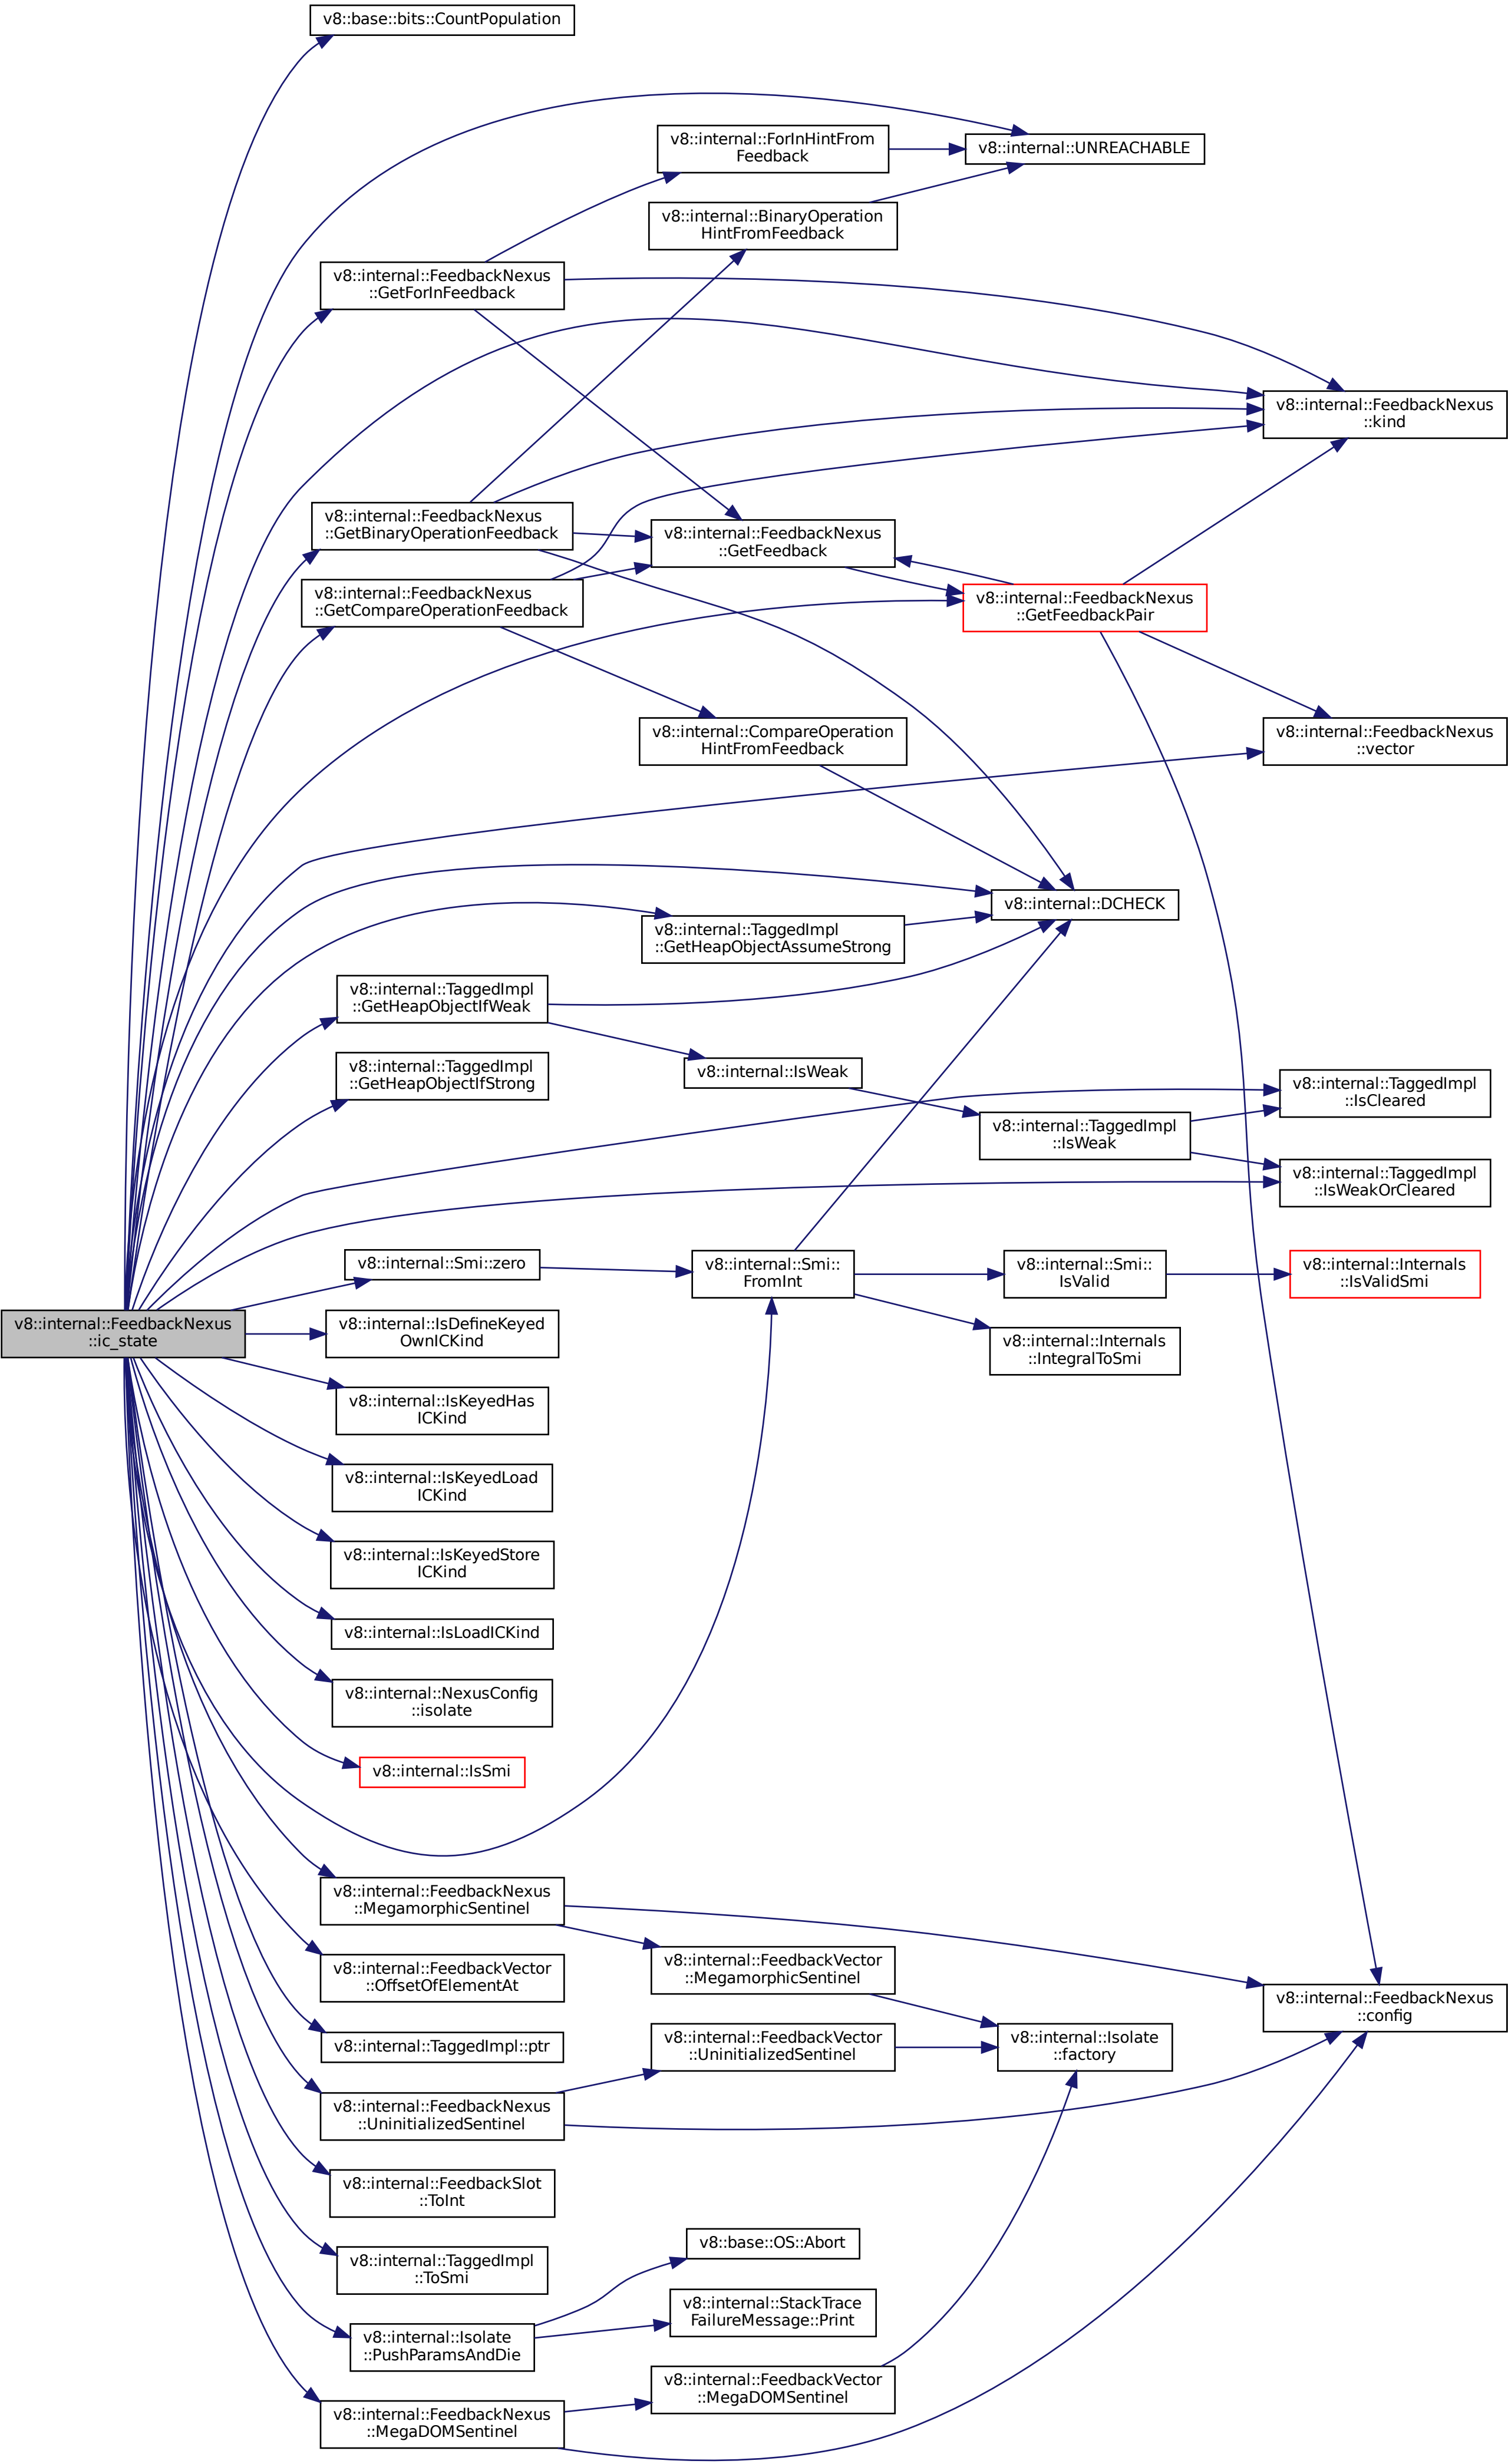 v8::base::bits::CountPopulation
v8::internal::ForInHintFrom
Feedback
v8::internal::UNREACHABLE
v8::internal::BinaryOperation
HintFromFeedback
v8::internal::FeedbackNexus
::GetForInFeedback
v8::internal::FeedbackNexus
::kind
v8::internal::FeedbackNexus
::GetBinaryOperationFeedback
v8::internal::FeedbackNexus
::GetFeedback
v8::internal::FeedbackNexus
::GetCompareOperationFeedback
v8::internal::FeedbackNexus
::GetFeedbackPair
v8::internal::CompareOperation
HintFromFeedback
v8::internal::FeedbackNexus
::vector
v8::internal::DCHECK
v8::internal::TaggedImpl
::GetHeapObjectAssumeStrong
v8::internal::TaggedImpl
::GetHeapObjectIfWeak
v8::internal::TaggedImpl
::GetHeapObjectIfStrong
v8::internal::IsWeak
v8::internal::TaggedImpl
::IsCleared
v8::internal::TaggedImpl
::IsWeak
v8::internal::TaggedImpl
::IsWeakOrCleared
v8::internal::Smi::zero
v8::internal::Smi::
FromInt
v8::internal::Smi::
IsValid
v8::internal::Internals
::IsValidSmi
v8::internal::FeedbackNexus
::ic_state
v8::internal::IsDefineKeyed
OwnICKind
v8::internal::Internals
::IntegralToSmi
v8::internal::IsKeyedHas
ICKind
v8::internal::IsKeyedLoad
ICKind
v8::internal::IsKeyedStore
ICKind
v8::internal::IsLoadICKind
v8::internal::NexusConfig
::isolate
v8::internal::IsSmi
v8::internal::FeedbackNexus
::MegamorphicSentinel
v8::internal::FeedbackVector
::MegamorphicSentinel
v8::internal::FeedbackVector
::OffsetOfElementAt
v8::internal::FeedbackNexus
::config
v8::internal::TaggedImpl::ptr
v8::internal::FeedbackVector
::UninitializedSentinel
v8::internal::Isolate
::factory
v8::internal::FeedbackNexus
::UninitializedSentinel
v8::internal::FeedbackSlot
::ToInt
v8::base::OS::Abort
v8::internal::TaggedImpl
::ToSmi
v8::internal::StackTrace
FailureMessage::Print
v8::internal::Isolate
::PushParamsAndDie
v8::internal::FeedbackVector
::MegaDOMSentinel
v8::internal::FeedbackNexus
::MegaDOMSentinel